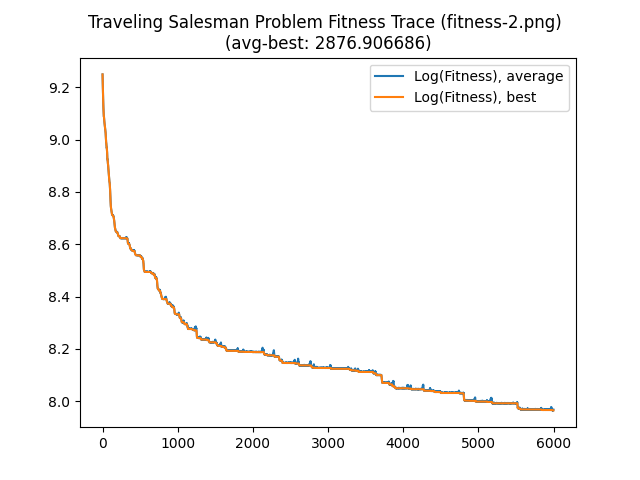 Traveling Salesman Problem Fitness Trace (fitness-2.png)
(avg-best: 2876.906686)
Log(Fitness), average
Log(Fitness), best
9.2
9.0
8.8
8.6
8.4
8.2
8.0
0 1000 2000 3000 4000 5000 6000